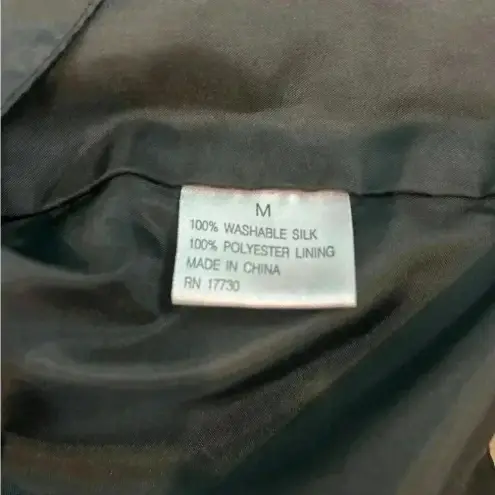 M
100% WASHABLE SILK
100% POLYESTER LINING
MADE IN CHINA
RN 17730